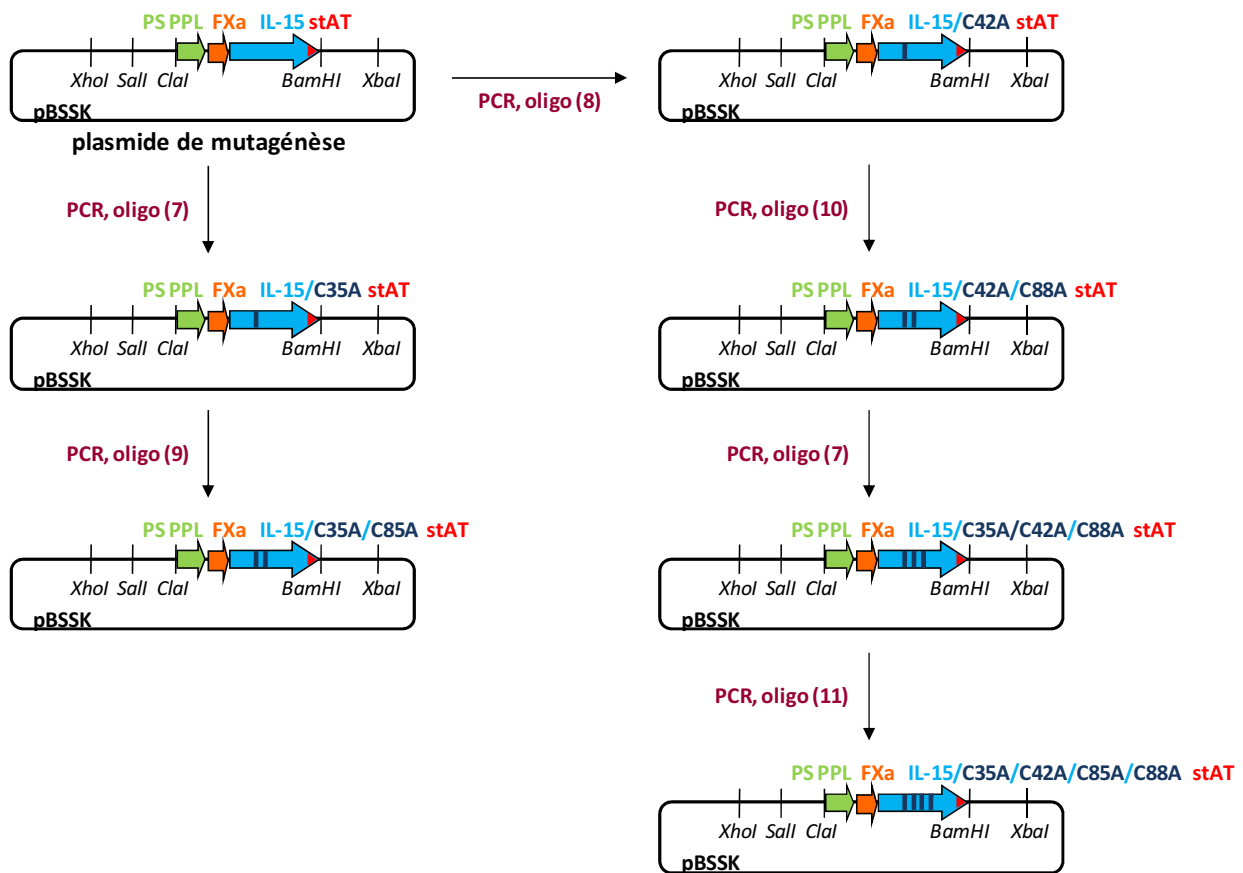 PS PPL FXa IL-15 stAT
XhoI SalI ClaI BamHI XbaI
pBSSK
plasmide de mutagénèse
PCR, oligo (8)
PS PPL FXa IL-15/C42A stAT
XhoI SalI ClaI BamHI XbaI
pBSSK
PCR, oligo (7)
PCR, oligo (10)
PS PPL FXa IL-15/C35A stAT
XhoI SalI ClaI BamHI XbaI
pBSSK
PS PPL FXa IL-15/C42A/C88A stAT
XhoI SalI ClaI BamHI XbaI
pBSSK
PCR, oligo (9)
PCR, oligo (7)
PS PPL FXa IL-15/C35A/C85A stAT
XhoI SalI ClaI BamHI XbaI
pBSSK
PS PPL FXa IL-15/C35A/C42A/C88A stAT
XhoI SalI ClaI BamHI XbaI
pBSSK
PCR, oligo (11)
PS PPL FXa IL-15/C35A/C42A/C85A/C88A stAT
XhoI SalI ClaI BamHI XbaI
pBSSK